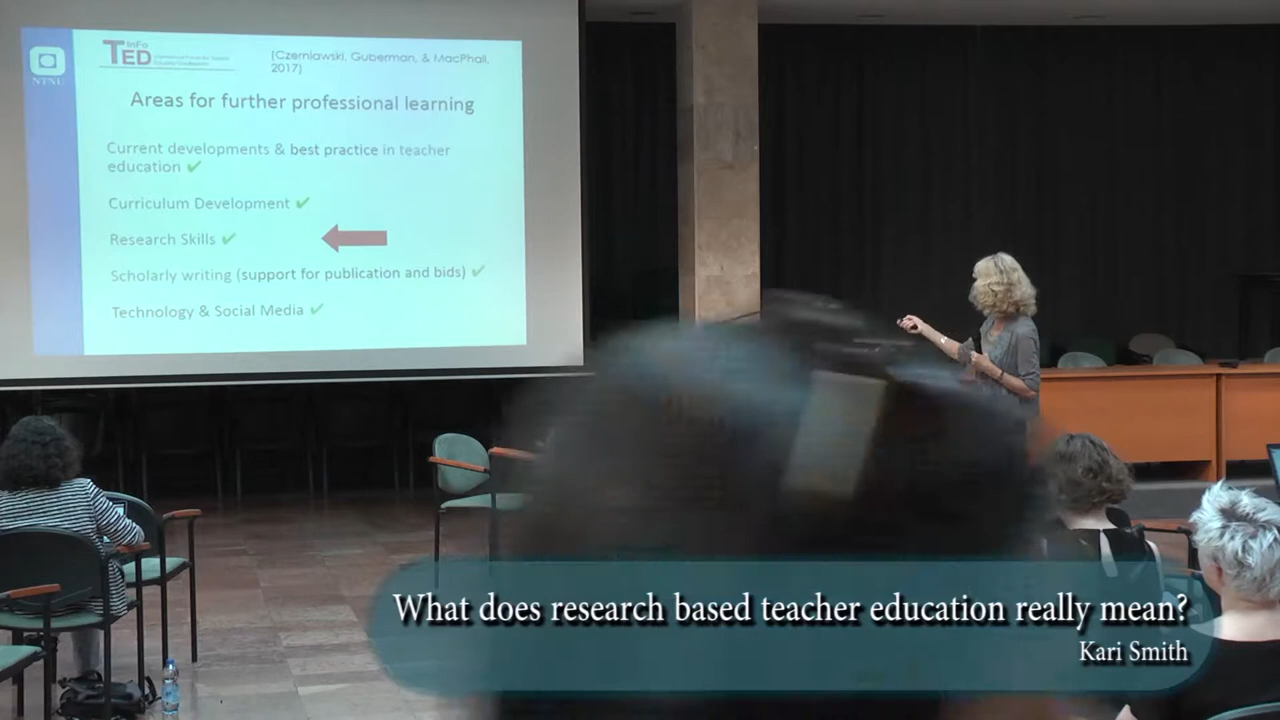 InFo
TED
NTNU
(Czerniawski, Guberman, & MacPhail,
2017)
Areas for further professional learning
Current developments & best practice in teacher
education ✔
Curriculum Development ✔
Research Skills ✔
Scholarly writing (support for publication and bids) ✔
Technology & Social Media ✔
What does research based teacher education really mean?
Kari Smith